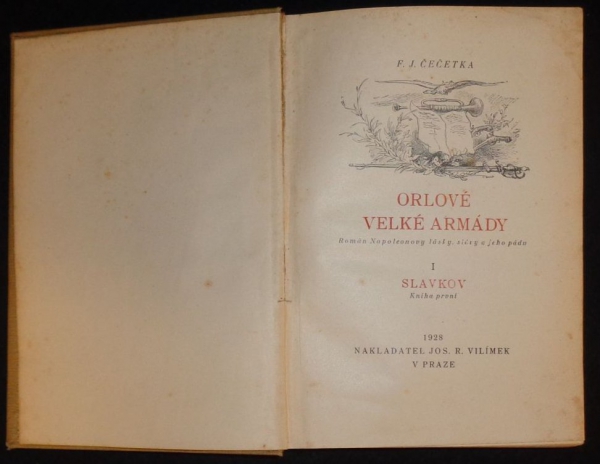 F. J. ČEČETKA
ORLOVĚ
VELKÉ ARMÁDY
Román Napoleonovy lásky, slávy a jeho pádu
I
SLAVKOV
Kniha první
1928
NAKLADATEL JOS. R. VILÍMEK
V PRAZE